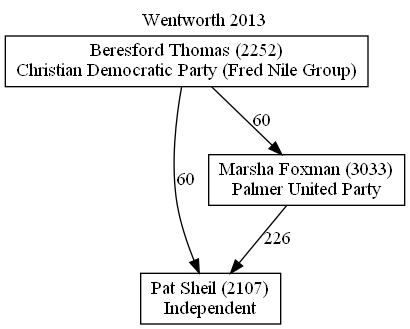 Wentworth 2013
Beresford Thomas (2252)
Christian Democratic Party (Fred Nile Group)
60
Marsha Foxman (3033)
Palmer United Party
60
226
Pat Sheil (2107)
Independent